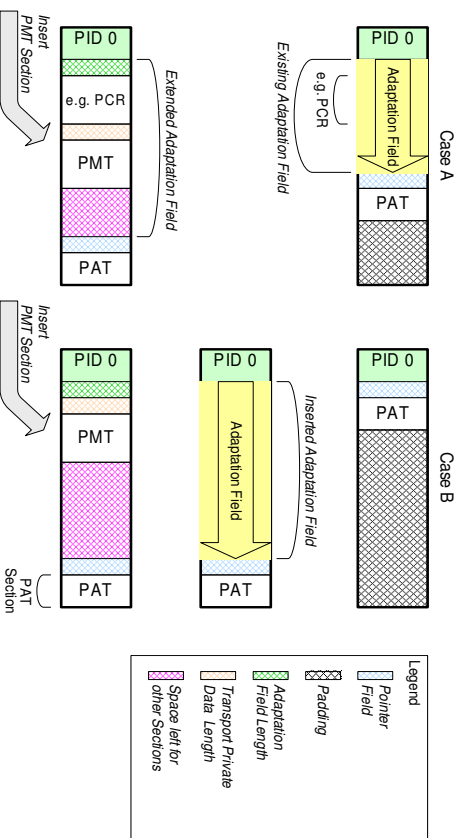 Case A
PID 0
Adaptation Field
PAT
e.g. PCR
Existing Adaptation Field
Extended Adaptation Field
PID 0
e.g. PCR
PMT
PAT
Insert
PMT Section
Case B
PID 0
PAT
Inserted Adaptation Field
PID 0
Adaptation Field
PAT
PID 0
PMT
PAT
PAT
Section
Insert
PMT Section
Legend
Pointer
Field
Padding
Adaptation
Field Length
Transport Private
Data Length
Space left for
other Sections